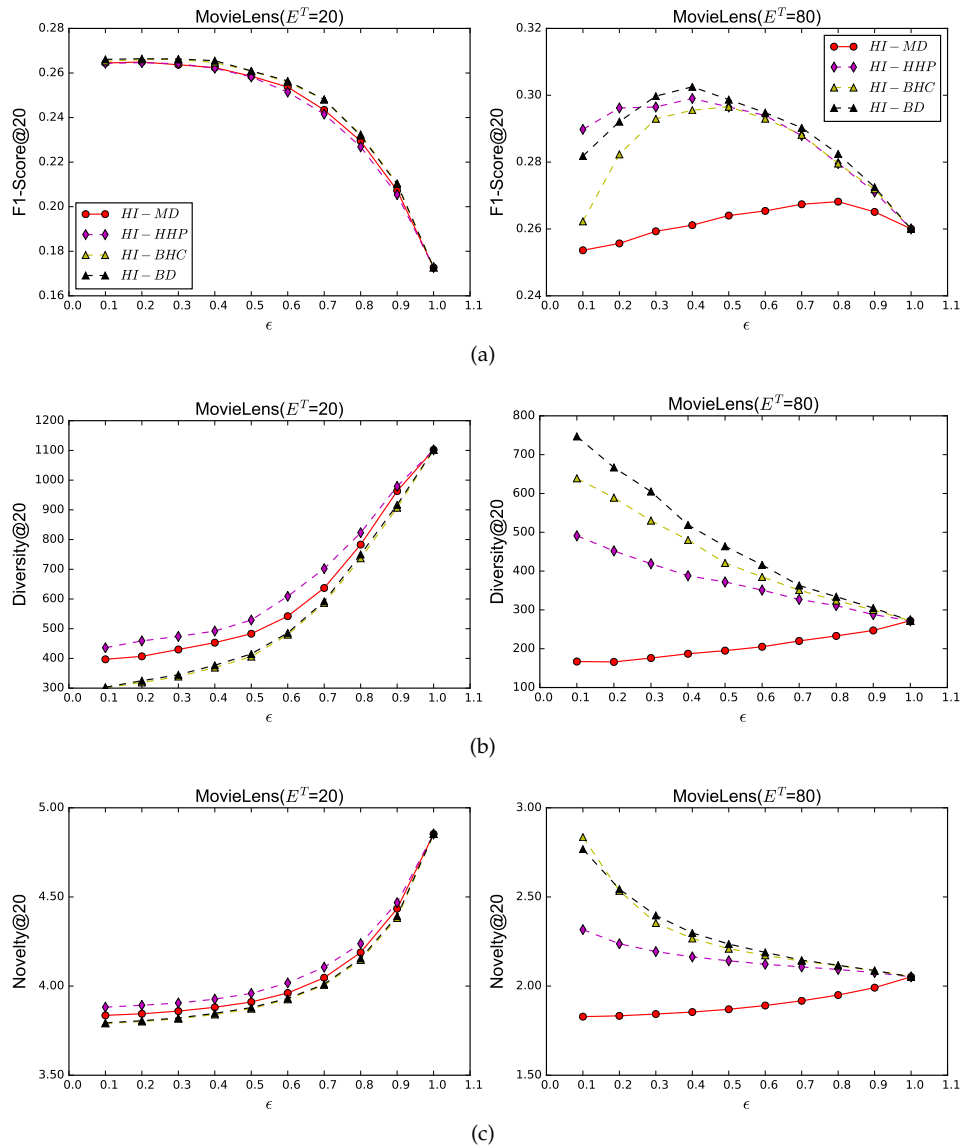 MovieLens(E^T=20)
0.28
0.26
0.24
0.22
0.20
0.18
0.16
F1-Score@20
HI − MD
HI − HHP
HI − BHC
HI − BD
0.0 0.1 0.2 0.3 0.4 0.5 0.6 0.7 0.8 0.9 1.0 1.1
ϵ
MovieLens(E^T=80)
0.32
0.30
0.28
0.26
0.24
F1-Score@20
HI − MD
HI − HHP
HI − BHC
HI − BD
0.0 0.1 0.2 0.3 0.4 0.5 0.6 0.7 0.8 0.9 1.0 1.1
ϵ
(a)
MovieLens(E^T=20)
1200
1100
1000
900
800
700
600
500
400
300
Diversity@20
0.0 0.1 0.2 0.3 0.4 0.5 0.6 0.7 0.8 0.9 1.0 1.1
ϵ
MovieLens(E^T=80)
800
700
600
500
400
300
200
100
Diversity@20
0.0 0.1 0.2 0.3 0.4 0.5 0.6 0.7 0.8 0.9 1.0 1.1
ϵ
(b)
MovieLens(E^T=20)
5.00
4.50
4.00
3.50
Novelty@20
0.0 0.1 0.2 0.3 0.4 0.5 0.6 0.7 0.8 0.9 1.0 1.1
ϵ
MovieLens(E^T=80)
3.00
2.50
2.00
1.50
Novelty@20
0.0 0.1 0.2 0.3 0.4 0.5 0.6 0.7 0.8 0.9 1.0 1.1
ϵ
(c)